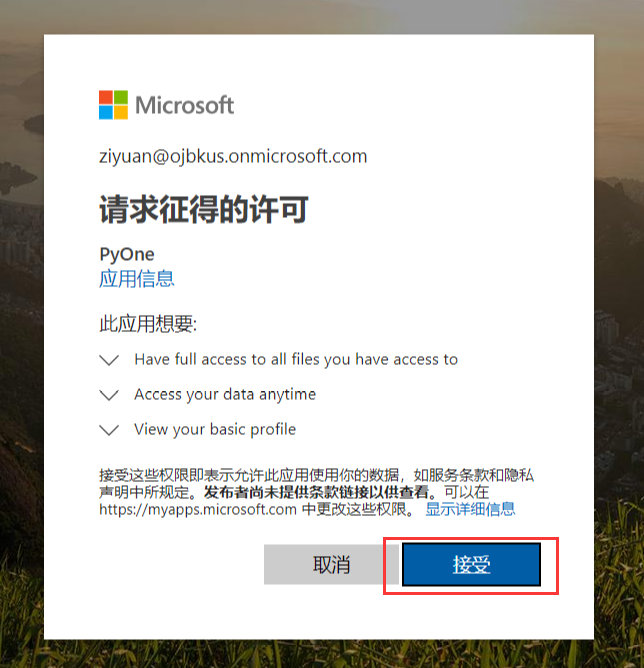 Microsoft
ziyuan@ojbkus.onmicrosoft.com
请求征得的许可
PyOne
应用信息
此应用想要:
Have full access to all files you have access to
Access your data anytime
View your basic profile
接受这些权限即表示允许此应用使用你的数据，如服务条款和隐私
声明中所规定。发布者尚未提供条款链接以供查看。可以在
https://myapps.microsoft.com 中更改这些权限。 显示详细信息
取消 接受